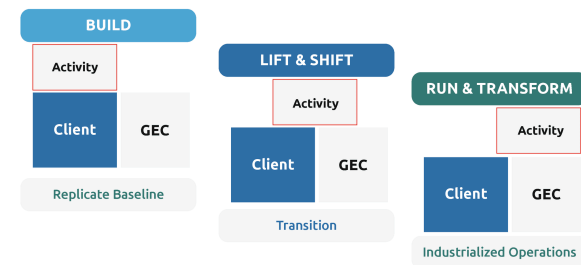 BUILD
Activity
Client GEC
Replicate Baseline
LIFT & SHIFT
Activity
Client GEC
Transition
RUN & TRANSFORM
Activity
Client GEC
Industrialized Operations